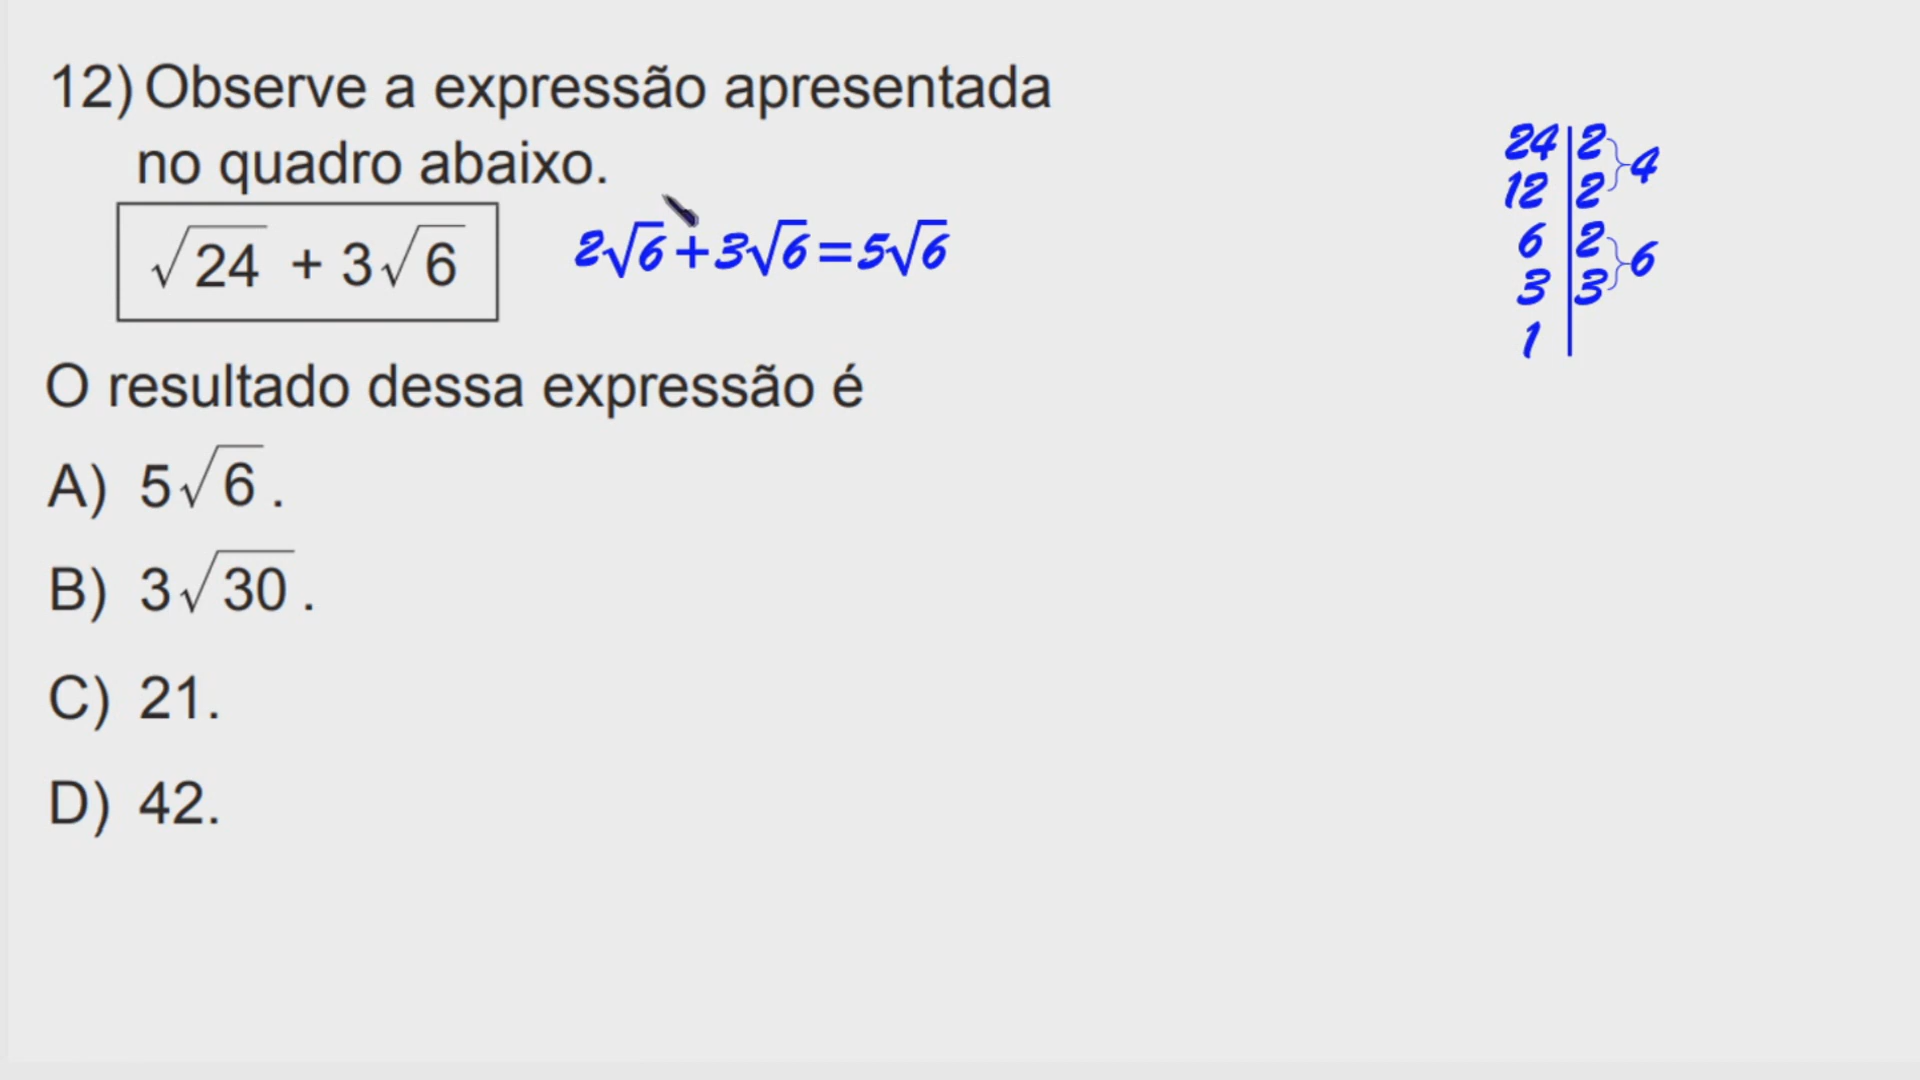 12) Observe a expressão apresentada
no quadro abaixo.
√24 + 3√6
2√6+3√6=5√6
O resultado dessa expressão é
A) 5√6.
B) 3√30.
C) 21.
D) 42.
24|2
12|2 }4
6|2
3|3 }6
1|